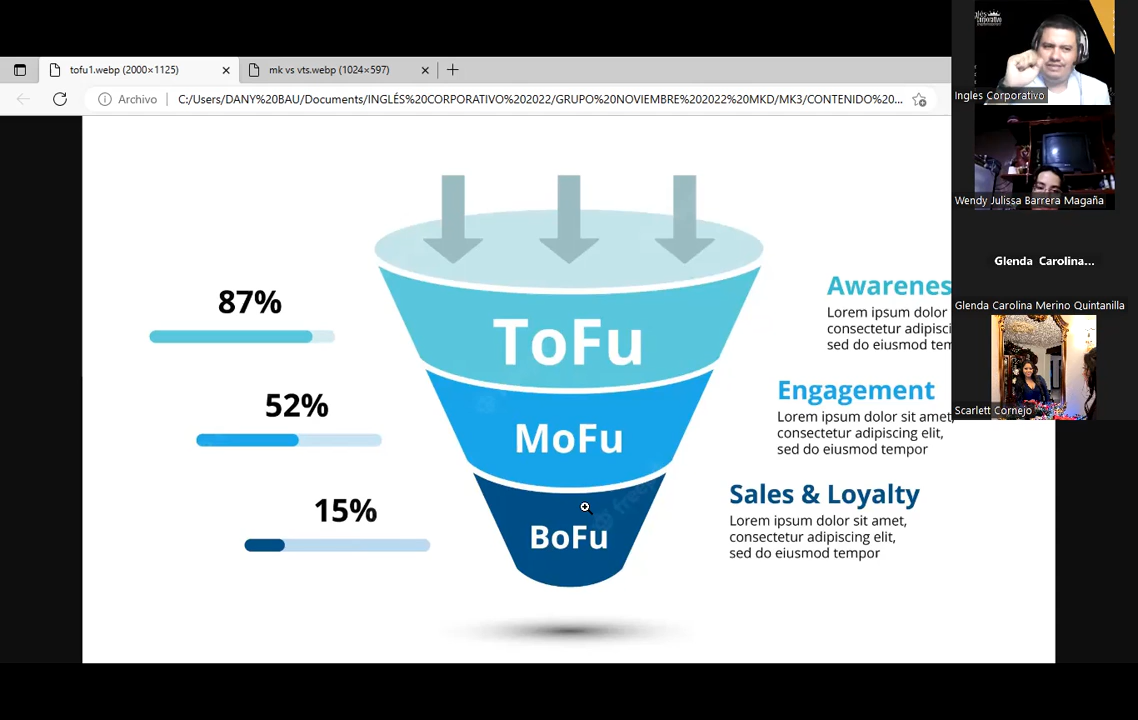 tofu1.webp (2000×1125)
mk vs vts.webp (1024×597)
Archivo
C:/Users/DANY%20BAU/Documents/INGLÉS%20CORPORATIVO%202022/GRUPO%20NOVIEMBRE%202022%20MKD/MK3/CONTENIDO%20...
Ingles Corporativo
Wendy Julissa Barrera Magaña
Glenda Carolina...
Glenda Carolina Merino Quintanilla
Scarlett Cornejo
87%
ToFu
Awarenes
Lorem ipsum dolor
consectetur adipisci
sed do eiusmod tem
52%
MoFu
Engagement
Lorem ipsum dolor sit amet,
consectetur adipiscing elit,
sed do eiusmod tempor
15%
BoFu
Sales & Loyalty
Lorem ipsum dolor sit amet,
consectetur adipiscing elit,
sed do eiusmod tempor